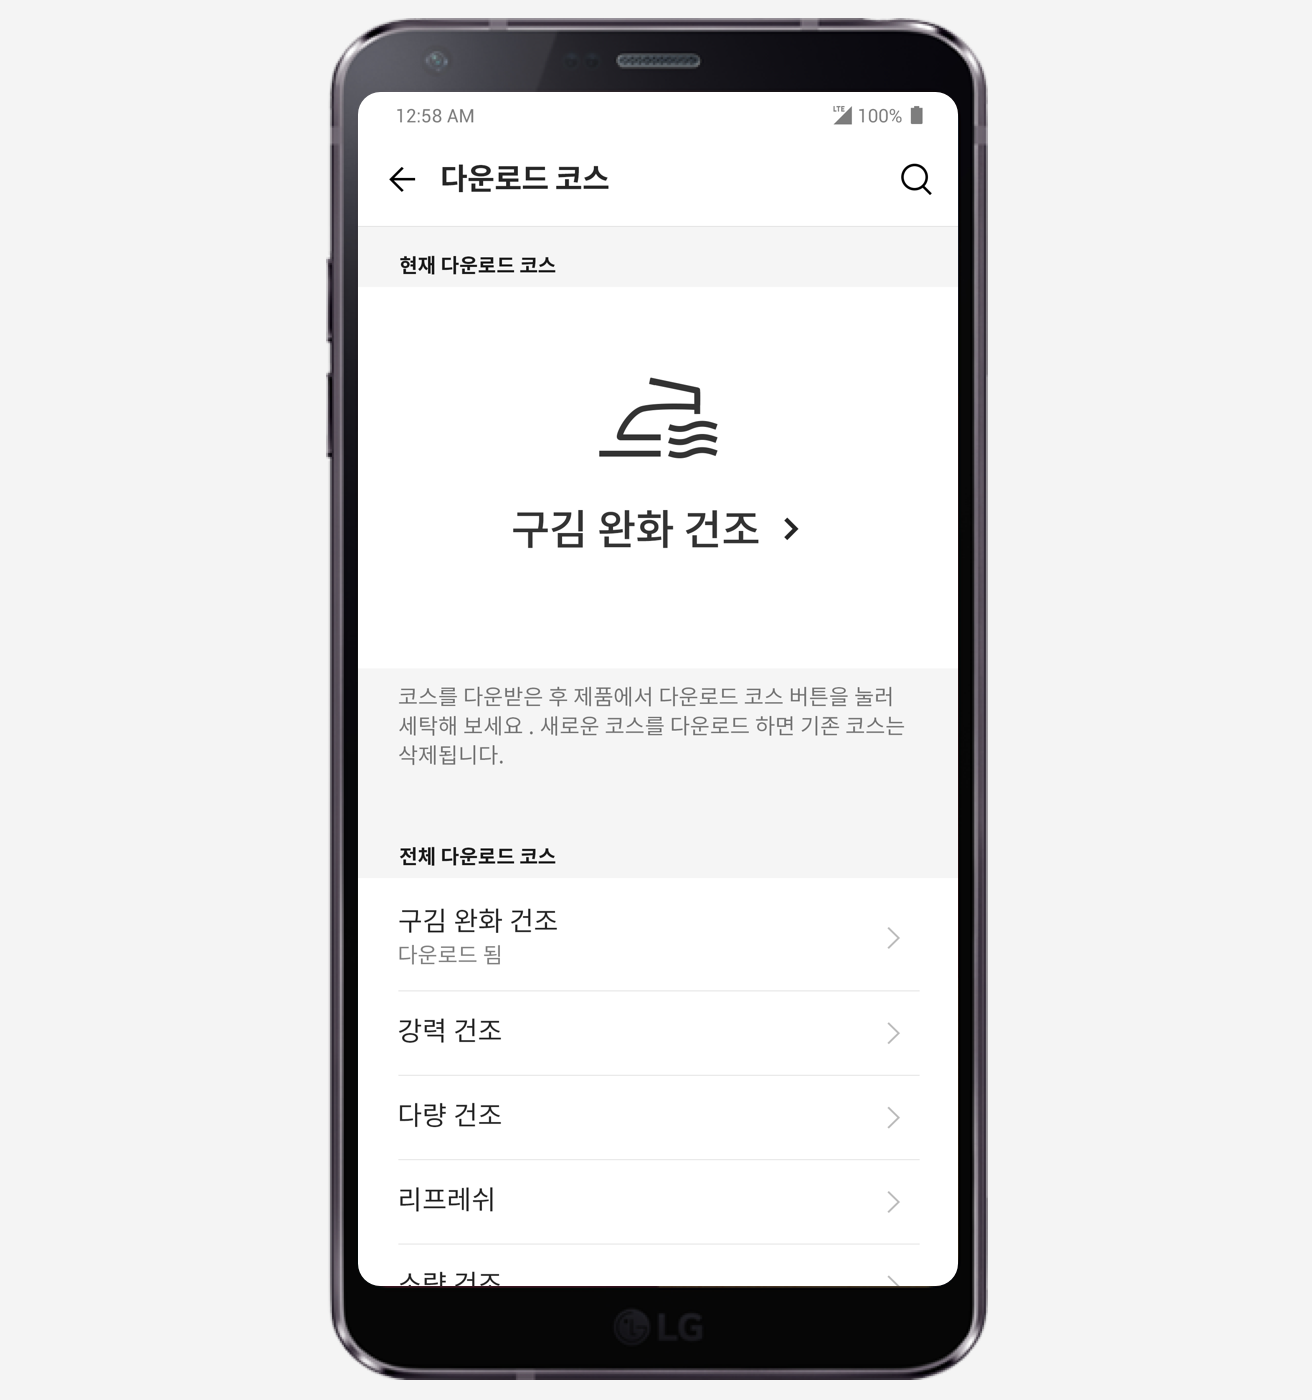 12:58 AM LTE 100%
다운로드 코스
현재 다운로드 코스
구김 완화 건조
코스를 다운받은 후 제품에서 다운로드 코스 버튼을 눌러
세탁해 보세요 . 새로운 코스를 다운로드 하면 기존 코스는
삭제됩니다.
전체 다운로드 코스
구김 완화 건조
다운로드 됨
강력 건조
다량 건조
리프레쉬
소량 건조
LG